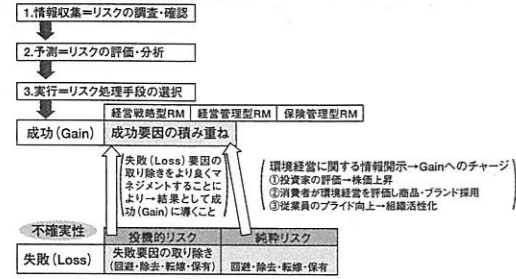 1.情報収集＝リスクの調査・確認
2.予測＝リスクの評価・分析
3.実行＝リスク処理手段の選択
経営戦略型RM 経営管理型RM 保険管理型RM
成功(Gain) 成功要因の積み重ね
失敗(Loss)要因の
取り除きをより良くマ
ネジメントすることに
より→結果として成
功(Gain)に導くこと
環境経営に関する情報開示→Gainへのチャージ
①投資家の評価→株価上昇
②消費者が環境経営を評価し商品・ブランド採用
③従業員のプライド向上→組織活性化
不確実性
投機的リスク 純粋リスク
失敗(Loss)
失敗要因の取り除き
(回避・除去・転嫁・保有) 回避・除去・転嫁・保有